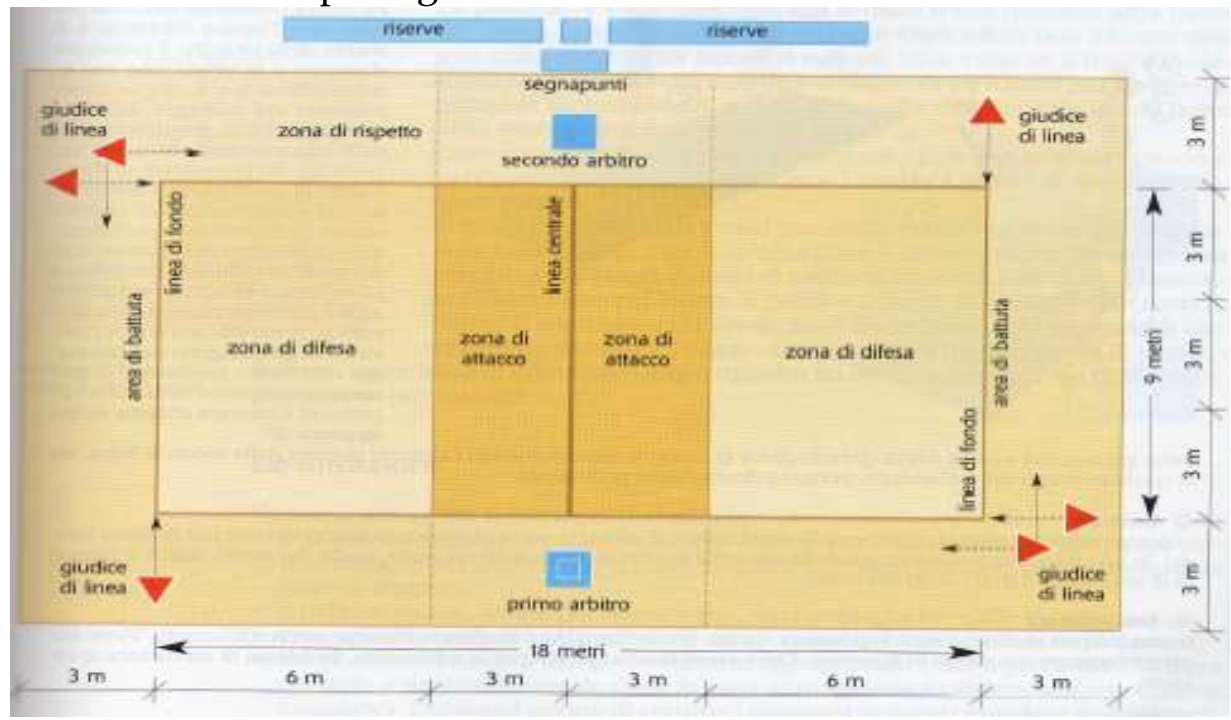 riserve
riserve
segnapunti
giudice
di linea
zona di rispetto
secondo arbitro
giudice
di linea
3 m
linea di fondo
linea centrale
area di battuta
zona di difesa
zona di
attacco
zona di
attacco
zona di difesa
area di battuta
linea di fondo
9 metri
3 m
3 m
3 m
giudice
di linea
primo arbitro
giudice
di linea
3 m
18 metri
3 m
6 m
3 m
3 m
6 m
3 m